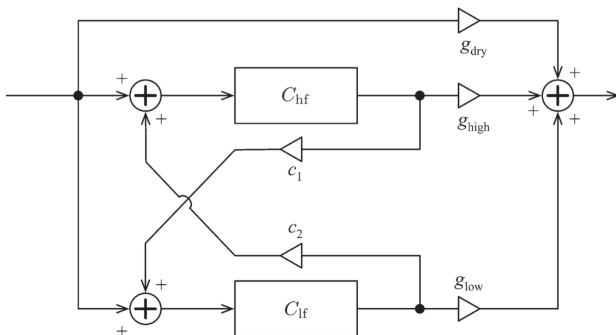 g_dry
+
+
C_hf
+
+
+
g_high
c_1
+
c_2
+
g_low
C_lf
+
+